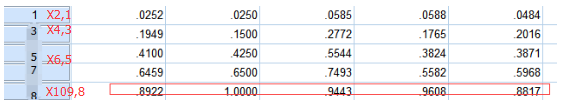 1 X2,1 .0252 .0250 .0585 .0588 .0484
3 X4,3 .1949 .1500 .2772 .1765 .2016
5 X6,5 .4100 .4250 .5544 .3824 .3871
7 .6459 .6500 .7493 .5582 .5968
8 X109,8 .8922 1.0000 .9443 .9608 .8817